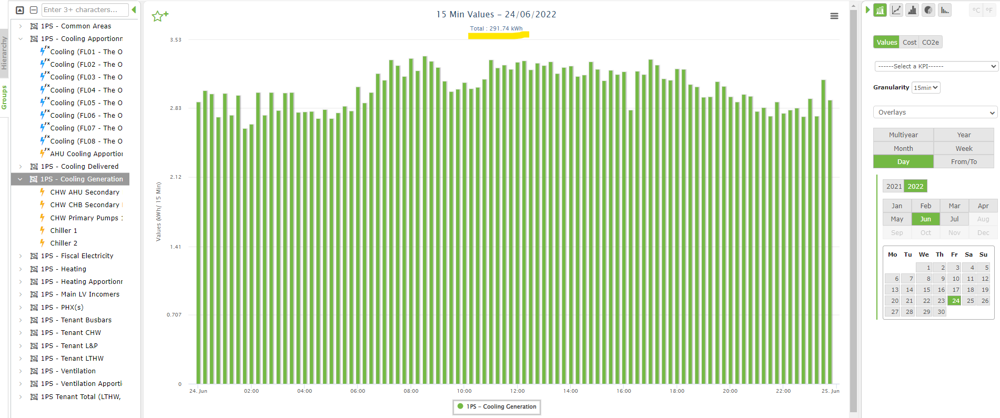 Enter 3+ characters...
Hierarchy
Groups
1PS - Common Areas
1PS - Cooling Apportionn
Cooling (FL01 - The O
Cooling (FL02 - The O
Cooling (FL03 - The O
Cooling (FL04 - The O
Cooling (FL05 - The O
Cooling (FL06 - The O
Cooling (FL07 - The O
Cooling (FL08 - The O
AHU Cooling Apportior
1PS - Cooling Delivered
1PS - Cooling Generation
CHW AHU Secondary
CHW CHB Secondary
CHW Primary Pumps
Chiller 1
Chiller 2
1PS - Fiscal Electricity
1PS - Heating
1PS - Heating Apportionr
1PS - Main LV Incomers
1PS - PHX(s)
1PS - Tenant Busbars
1PS - Tenant CHW
1PS - Tenant L&P
1PS - Tenant LTHW
1PS - Ventilation
1PS - Ventilation Apporti
1PS Tenant Total (LTHW,
15 Min Values - 24/06/2022
Total : 291.74 kWh
Values (kWh/ 15 Min)
3.53
2.83
2.12
1.41
0.707
0
24. Jun 02:00 04:00 06:00 08:00 10:00 12:00 14:00 16:00 18:00 20:00 22:00 25. Jun
1PS - Cooling Generation
°C °F
Values Cost CO2e
------Select a KPI------
Granularity 15min
Overlays
Multiyear Year
Month Week
Day From/To
2021 2022
Jan Feb Mar Apr
May Jun Jul Aug
Sep Oct Nov Dec
Mo Tu We Th Fr Sa Su
1 2 3 4 5
6 7 8 9 10 11 12
13 14 15 16 17 18 19
20 21 22 23 24 25 26
27 28 29 30